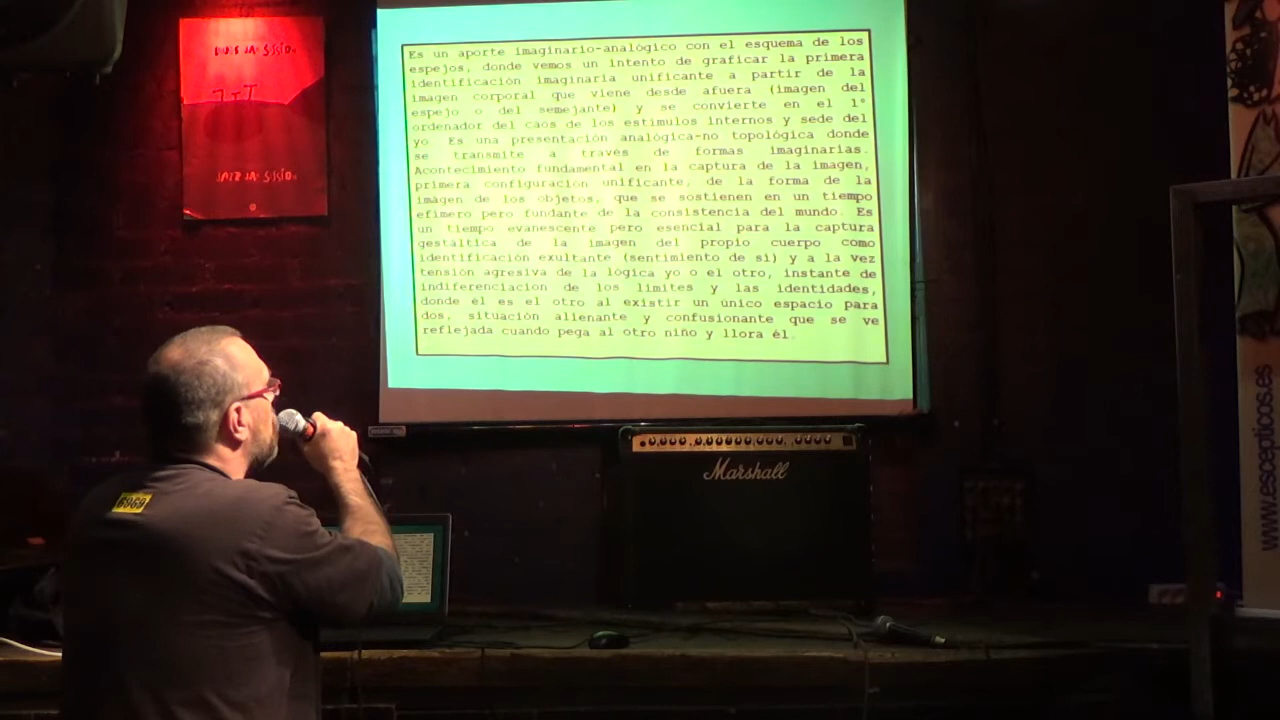 Es un aporte imaginario-analógico con el esquema de los
espejos, donde vemos un intento de graficar la primera
identificación imaginaria unificante a partir de la
imagen corporal que viene desde afuera (imagen del
espejo o del semejante) y se convierte en el 1°
ordenador del caos de los estímulos internos y sede del
yo. Es una presentación analógica-no topológica donde
se transmite a través de formas imaginarias.
Acontecimiento fundamental en la captura de la imagen,
primera configuración unificante, de la forma de la
imágen de los objetos, que se sostienen en un tiempo
efímero pero fundante de la consistencia del mundo. Es
un tiempo evanescente pero esencial para la captura
gestáltica de la imagen del propio cuerpo como
identificación exultante (sentimiento de si) y a la vez
tensión agresiva de la lógica yo o el otro, instante de
indiferenciación de los límites y las identidades,
donde él es el otro al existir un único espacio para
dos, situación alienante y confusionante que se ve
reflejada cuando pega al otro niño y llora él.
JAZZ JAM SESSION
6969
Marshall
www.escepticos.es